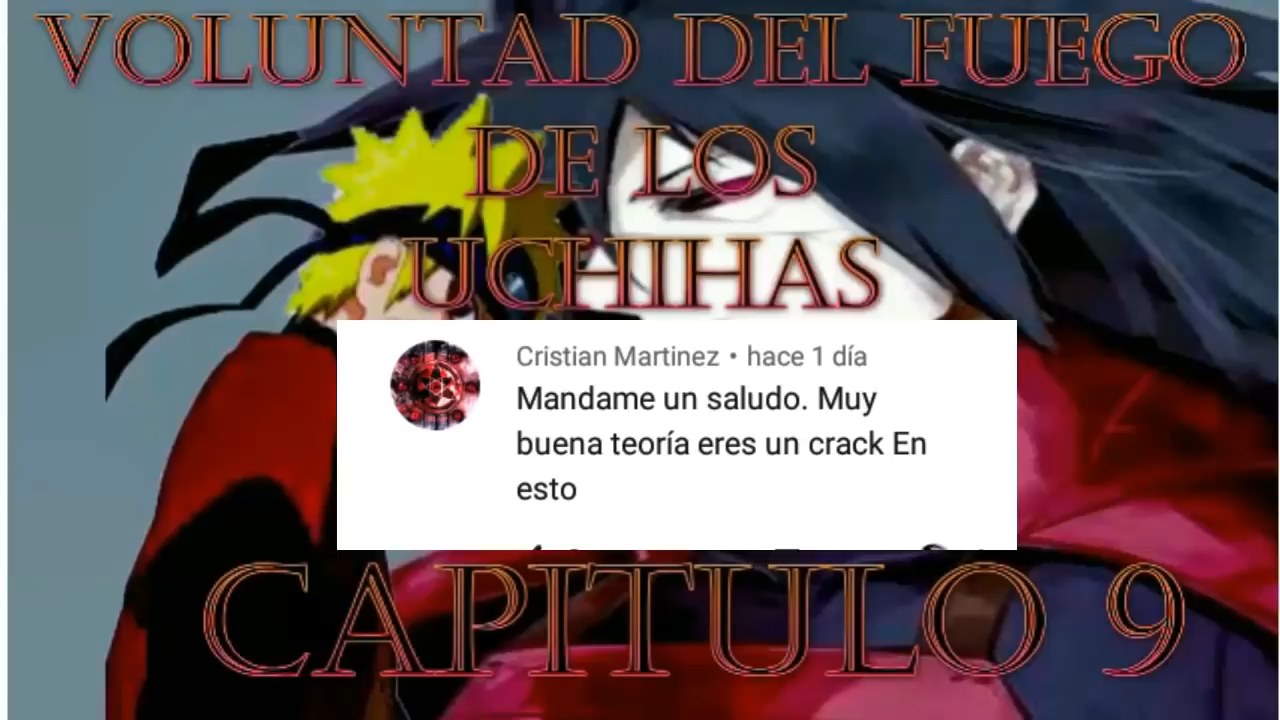 VOLUNTAD DEL FUEGO
DE LOS
UCHIHAS
Cristian Martinez • hace 1 día
Mandame un saludo. Muy
buena teoría eres un crack En
esto
CAPITULO 9